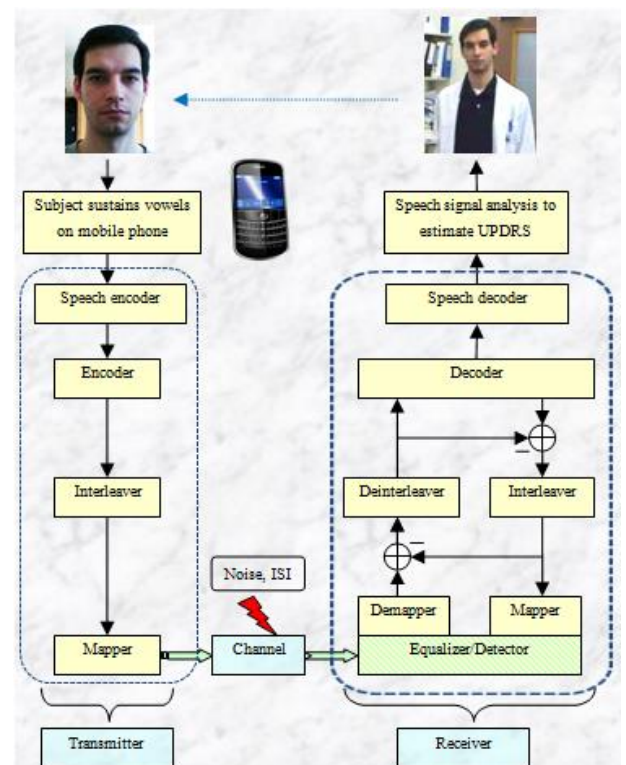 Subject sustains vowels
on mobile phone
Speech signal analysis to
estimate UPDRS
Speech encoder
Speech decoder
Encoder
Decoder
Interleaver
Deinterleaver
Interleaver
Noise, ISI
Demapper
Mapper
Mapper
Channel
Equalizer/Detector
Transmitter
Receiver